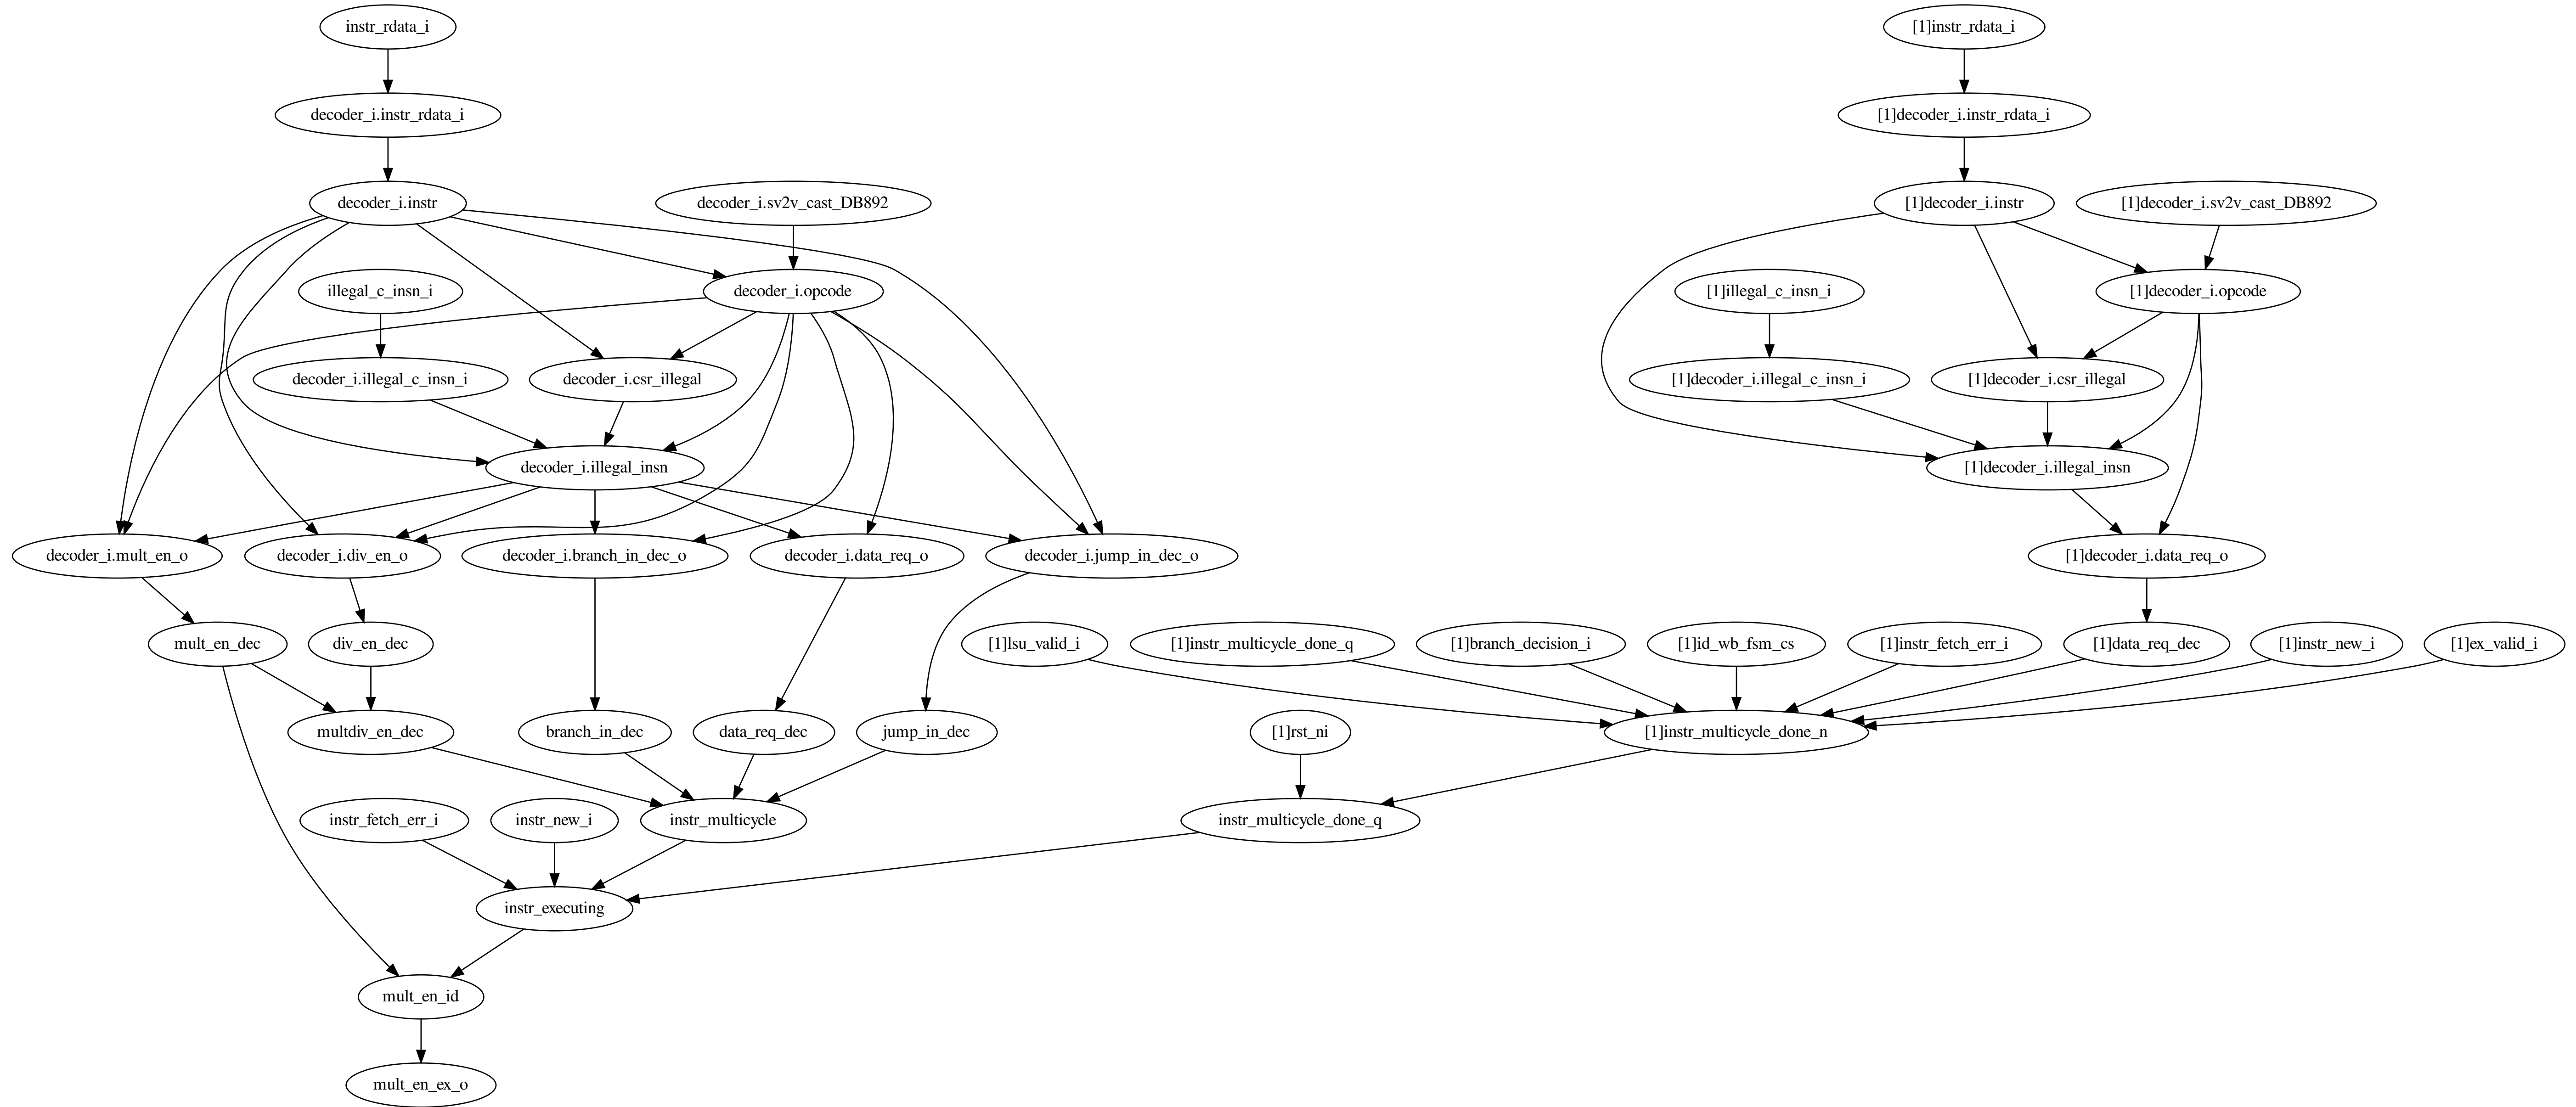 instr_rdata_i
[1]instr_rdata_i
decoder_i.instr_rdata_i
[1]decoder_i.instr_rdata_i
decoder_i.instr
decoder_i.sv2v_cast_DB892
[1]decoder_i.instr
[1]decoder_i.sv2v_cast_DB892
illegal_c_insn_i
decoder_i.opcode
[1]illegal_c_insn_i
[1]decoder_i.opcode
decoder_i.illegal_c_insn_i
decoder_i.csr_illegal
[1]decoder_i.illegal_c_insn_i
[1]decoder_i.csr_illegal
decoder_i.illegal_insn
[1]decoder_i.illegal_insn
decoder_i.mult_en_o
decoder_i.div_en_o
decoder_i.branch_in_dec_o
decoder_i.data_req_o
decoder_i.jump_in_dec_o
[1]decoder_i.data_req_o
mult_en_dec
div_en_dec
[1]lsu_valid_i
[1]instr_multicycle_done_q
[1]branch_decision_i
[1]id_wb_fsm_cs
[1]instr_fetch_err_i
[1]data_req_dec
[1]instr_new_i
[1]ex_valid_i
multdiv_en_dec
branch_in_dec
data_req_dec
jump_in_dec
[1]rst_ni
[1]instr_multicycle_done_n
instr_fetch_err_i
instr_new_i
instr_multicycle
instr_multicycle_done_q
instr_executing
mult_en_id
mult_en_ex_o